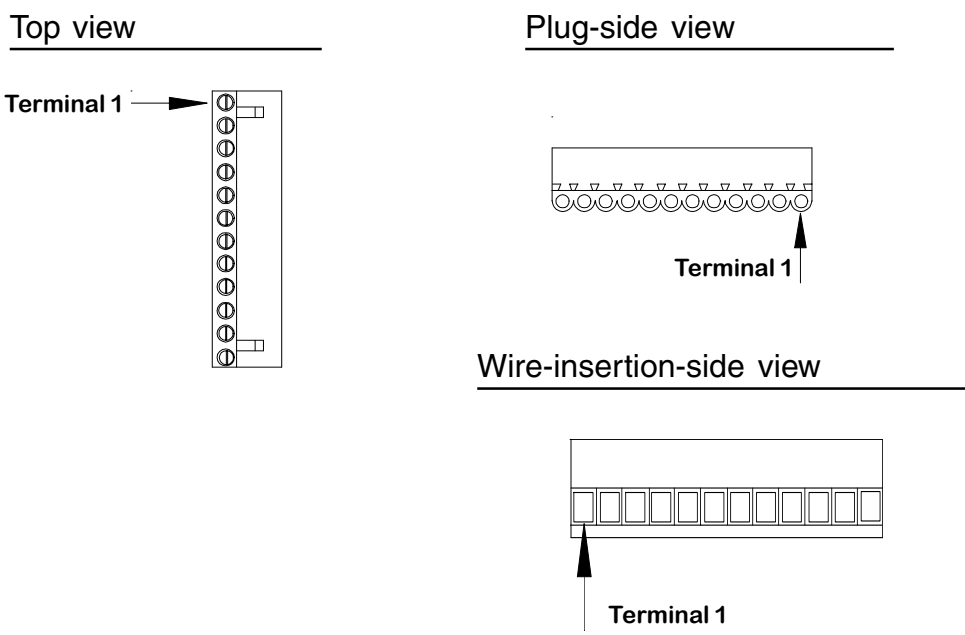 Top view
Terminal 1
Plug-side view
Terminal 1
Wire-insertion-side view
Terminal 1